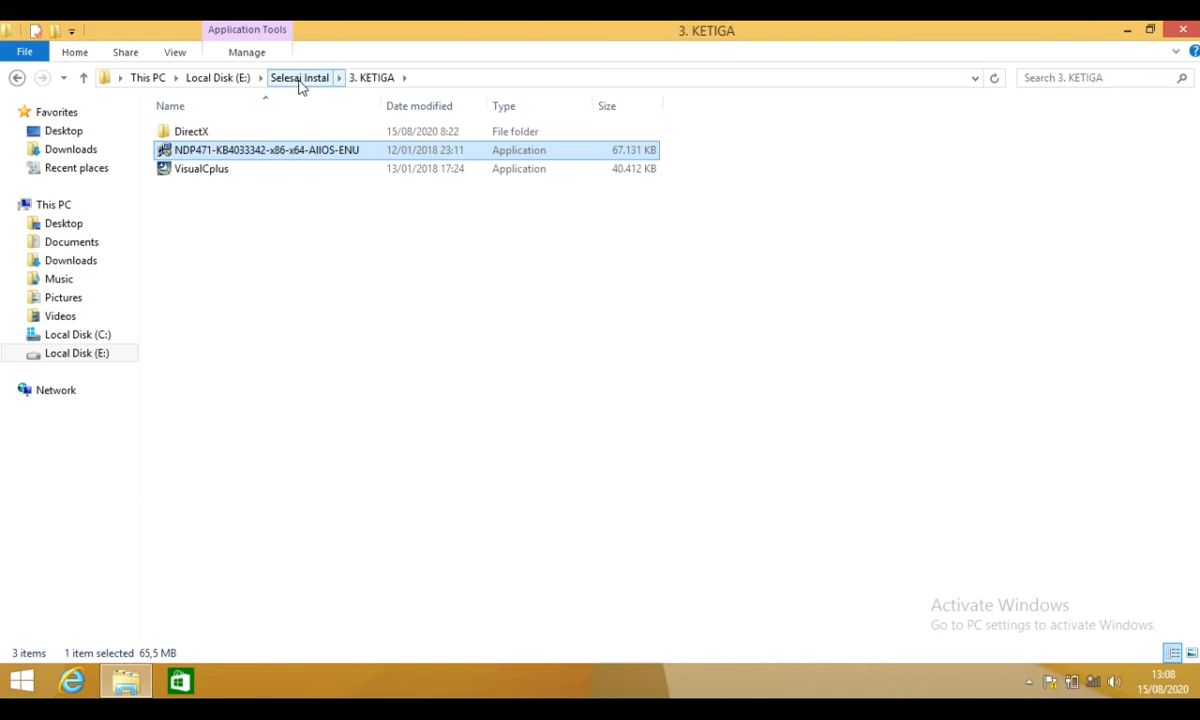 Application Tools
3. KETIGA
File Home Share View Manage
This PC Local Disk (E:) Selesai Instal 3. KETIGA
Search 3. KETIGA
Name Date modified Type Size
DirectX 15/08/2020 8:22 File folder
NDP471-KB4033342-x86-x64-AllOS-ENU 12/01/2018 23:11 Application 67.131 KB
VisualCplus 13/01/2018 17:24 Application 40.412 KB
Favorites
Desktop
Downloads
Recent places
This PC
Desktop
Documents
Downloads
Music
Pictures
Videos
Local Disk (C:)
Local Disk (E:)
Network
Activate Windows
Go to PC settings to activate Windows.
3 items 1 item selected 65,5 MB
13:08
15/08/2020